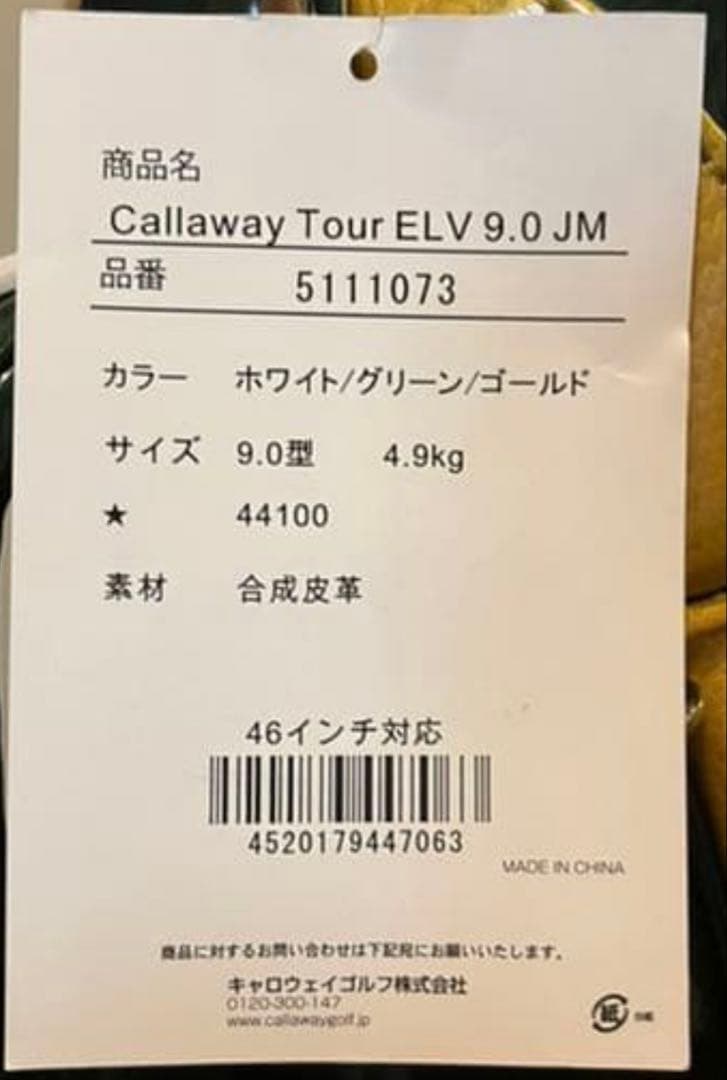 商品名
Callaway Tour ELV 9.0 JM
品番 5111073
カラー ホワイト/グリーン/ゴールド
サイズ 9.0型 4.9kg
★ 44100
素材 合成皮革
46インチ対応
4520179447063
MADE IN CHINA
商品に対するお問い合わせは下記宛にお願いいたします。
キャロウェイゴルフ株式会社
0120-300-147
www.callawaygolf.jp
紙